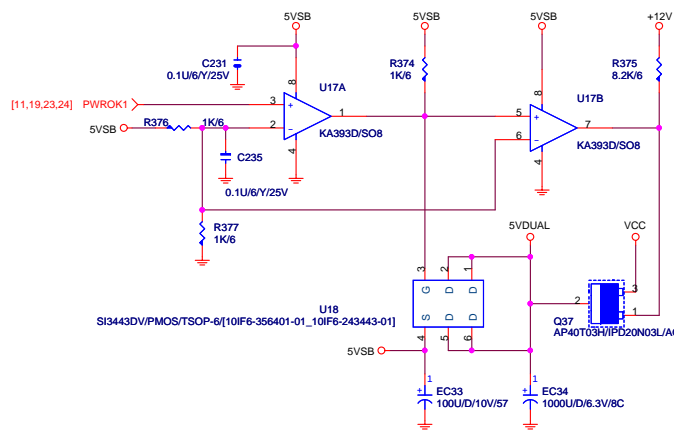 5VSB
5VSB
5VSB
+12V
C231
0.1U/6/Y/25V
R374
1K/6
R375
8.2K/6
8
U17A
8
U17B
[11,19,23,24] PWROK1
3
+
1
5
+
7
5VSB
R376
1K/6
2
−
KA393D/SO8
6
−
KA393D/SO8
4
4
C235
0.1U/6/Y/25V
R377
1K/6
5VDUAL
VCC
3
2
1
G
D
D
S
D
D
4
5
6
2
3
1
U18
SI3443DV/PMOS/TSOP-6/[10IF6-356401-01_10IF6-243443-01]
Q37
AP40T03H/IPD20N03L/AO
5VSB
1
+
EC33
100U/D/10V/57
1
+
EC34
1000U/D/6.3V/8C